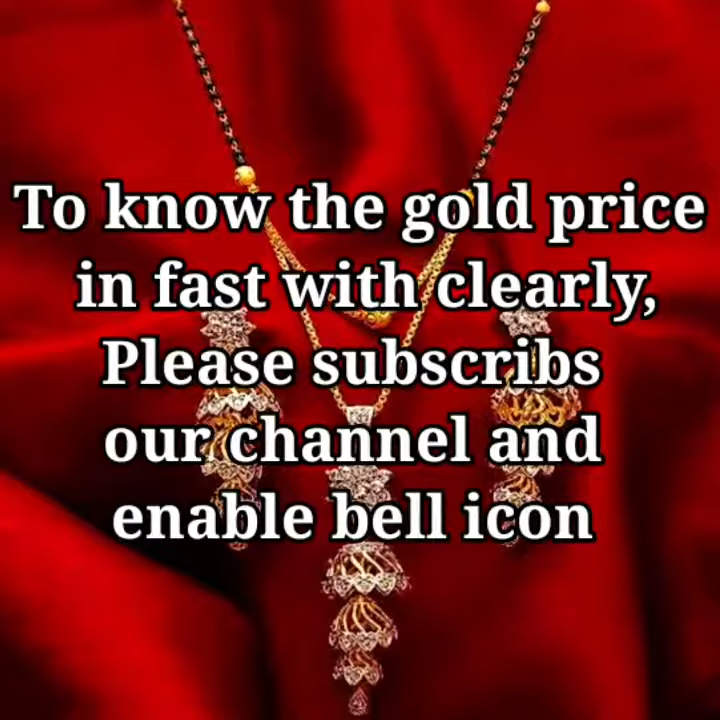 To know the gold price
in fast with clearly,
Please subscribs
our channel and
enable bell icon